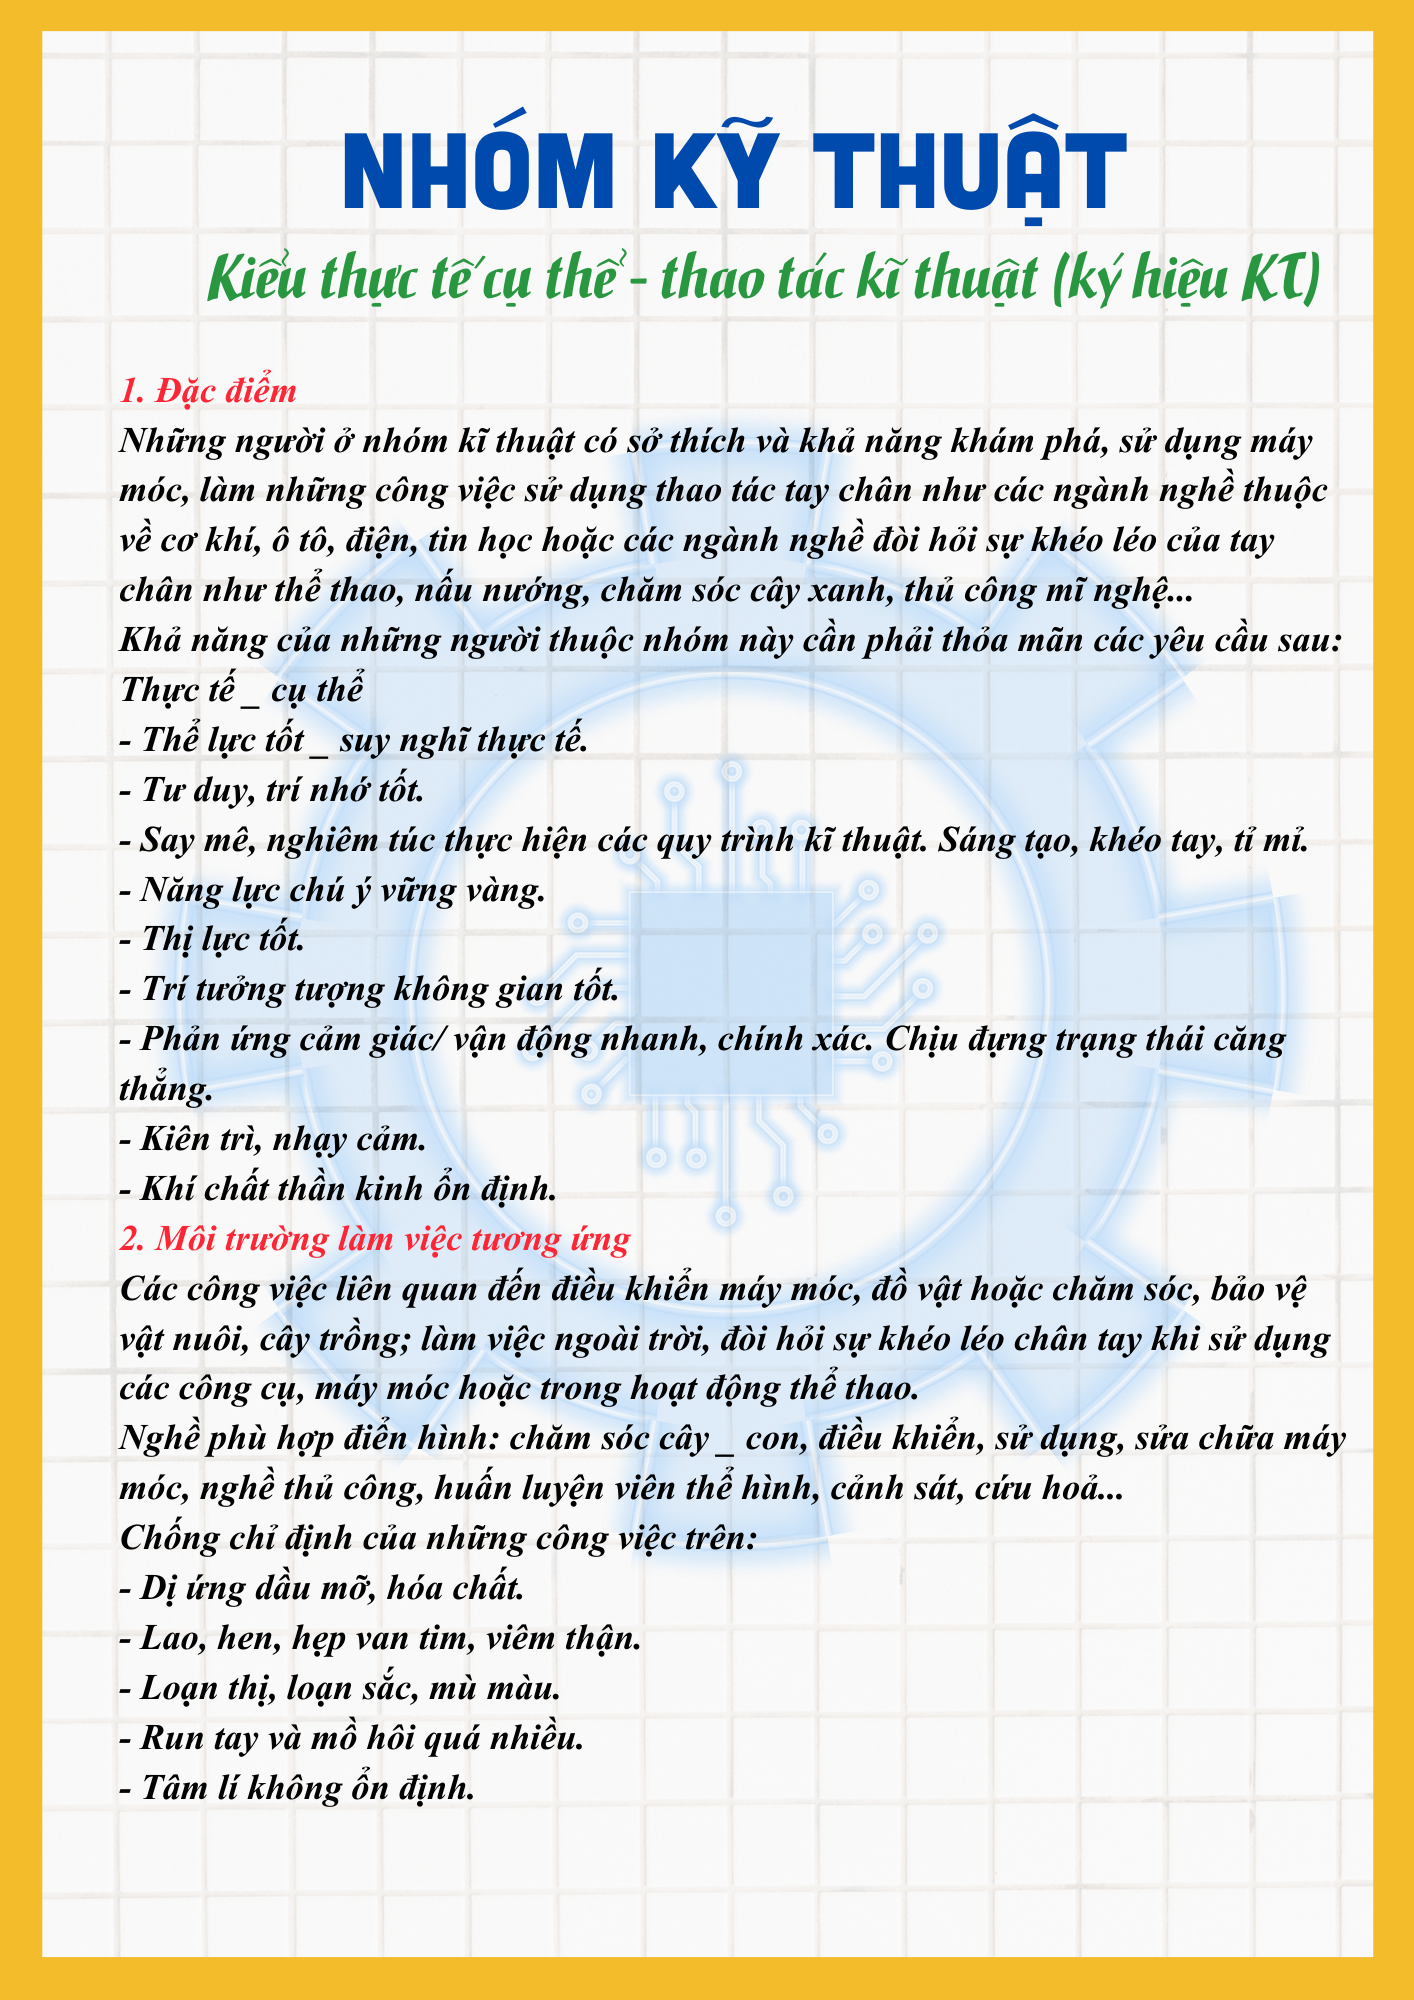 NHÓM KỸ THUẬT
Kiểu thực tế cụ thể - thao tác kĩ thuật (ký hiệu KT)
1. Đặc điểm
Những người ở nhóm kĩ thuật có sở thích và khả năng khám phá, sử dụng máy
móc, làm những công việc sử dụng thao tác tay chân như các ngành nghề thuộc
về cơ khí, ô tô, điện, tin học hoặc các ngành nghề đòi hỏi sự khéo léo của tay
chân như thể thao, nấu nướng, chăm sóc cây xanh, thủ công mĩ nghệ...
Khả năng của những người thuộc nhóm này cần phải thỏa mãn các yêu cầu sau:
Thực tế _ cụ thể
- Thể lực tốt _ suy nghĩ thực tế.
- Tư duy, trí nhớ tốt.
- Say mê, nghiêm túc thực hiện các quy trình kĩ thuật. Sáng tạo, khéo tay, tỉ mỉ.
- Năng lực chú ý vững vàng.
- Thị lực tốt.
- Trí tưởng tượng không gian tốt.
- Phản ứng cảm giác/ vận động nhanh, chính xác. Chịu đựng trạng thái căng
thẳng.
- Kiên trì, nhạy cảm.
- Khí chất thần kinh ổn định.
2. Môi trường làm việc tương ứng
Các công việc liên quan đến điều khiển máy móc, đồ vật hoặc chăm sóc, bảo vệ
vật nuôi, cây trồng; làm việc ngoài trời, đòi hỏi sự khéo léo chân tay khi sử dụng
các công cụ, máy móc hoặc trong hoạt động thể thao.
Nghề phù hợp điển hình: chăm sóc cây _ con, điều khiển, sử dụng, sửa chữa máy
móc, nghề thủ công, huấn luyện viên thể hình, cảnh sát, cứu hoả...
Chống chỉ định của những công việc trên:
- Dị ứng dầu mỡ, hóa chất.
- Lao, hen, hẹp van tim, viêm thận.
- Loạn thị, loạn sắc, mù màu.
- Run tay và mồ hôi quá nhiều.
- Tâm lí không ổn định.